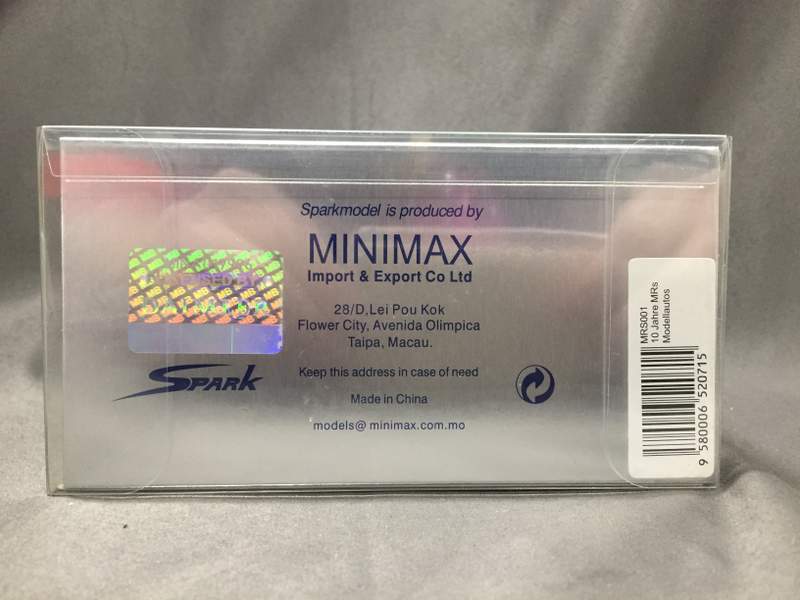 Sparkmodel is produced by
MINIMAX
Import & Export Co Ltd
28/D,Lei Pou Kok
Flower City, Avenida Olimpica
Taipa, Macau.
Keep this address in case of need
Made in China
models@ minimax.com.mo
SPARK
MRS001
10 Jahre MRs
Modellautos
9 580006 520715